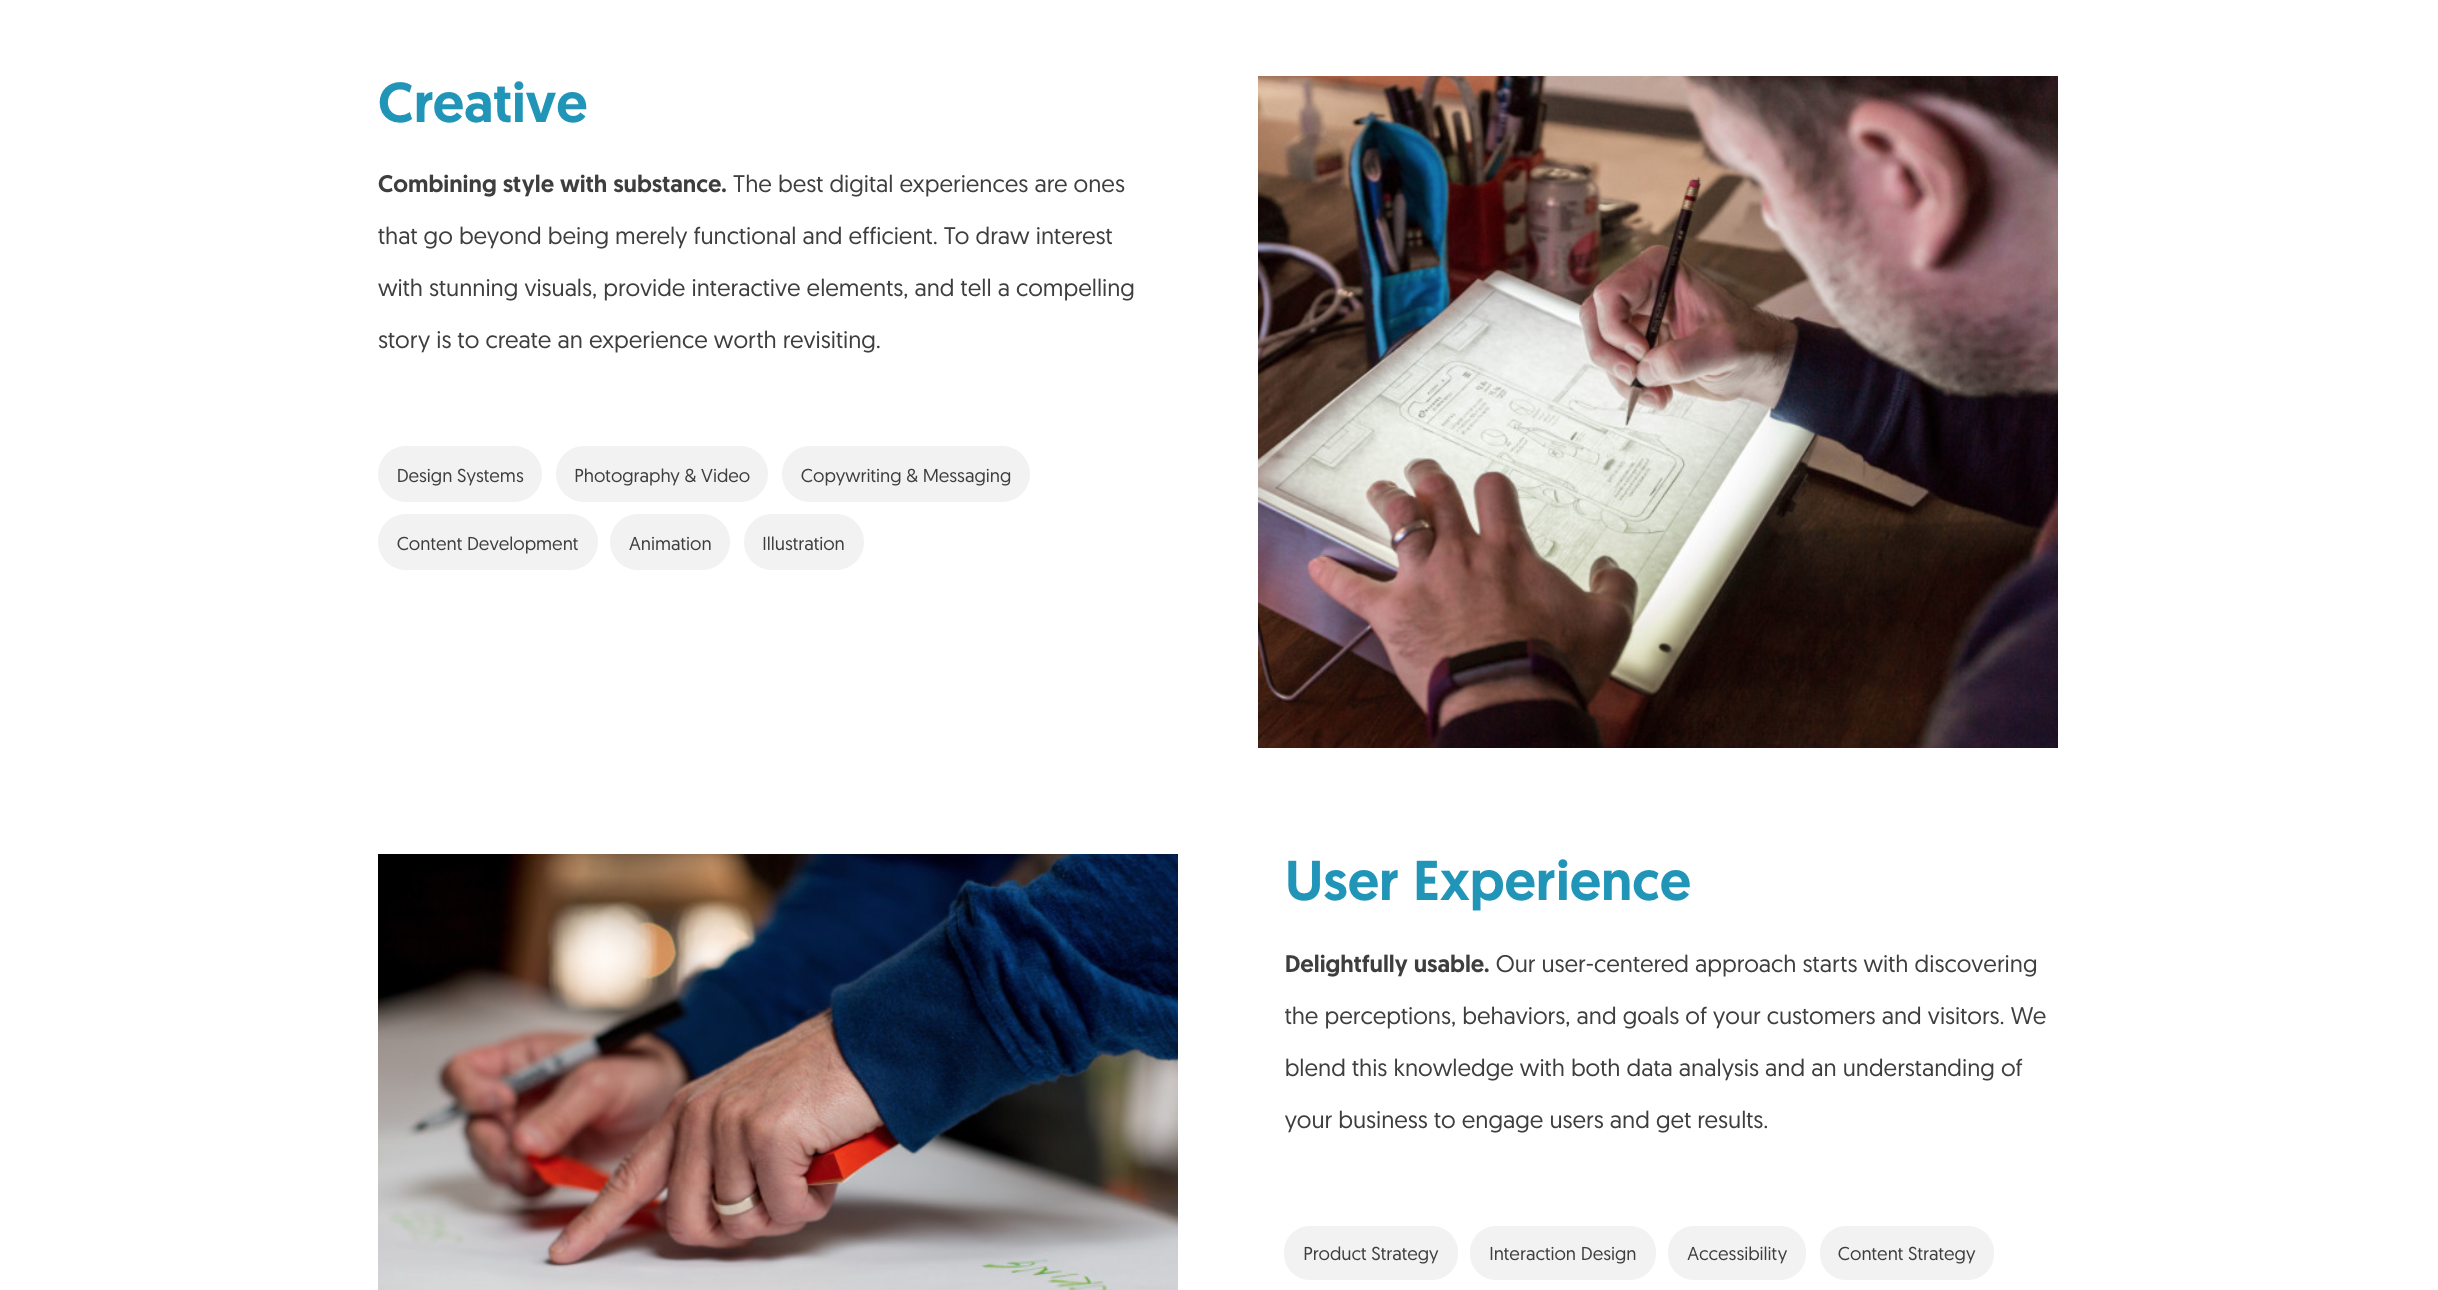 Creative
Combining style with substance. The best digital experiences are ones
that go beyond being merely functional and efficient. To draw interest
with stunning visuals, provide interactive elements, and tell a compelling
story is to create an experience worth revisiting.
Design Systems
Photography & Video
Copywriting & Messaging
Content Development
Animation
Illustration
User Experience
Delightfully usable. Our user-centered approach starts with discovering
the perceptions, behaviors, and goals of your customers and visitors. We
blend this knowledge with both data analysis and an understanding of
your business to engage users and get results.
Product Strategy
Interaction Design
Accessibility
Content Strategy